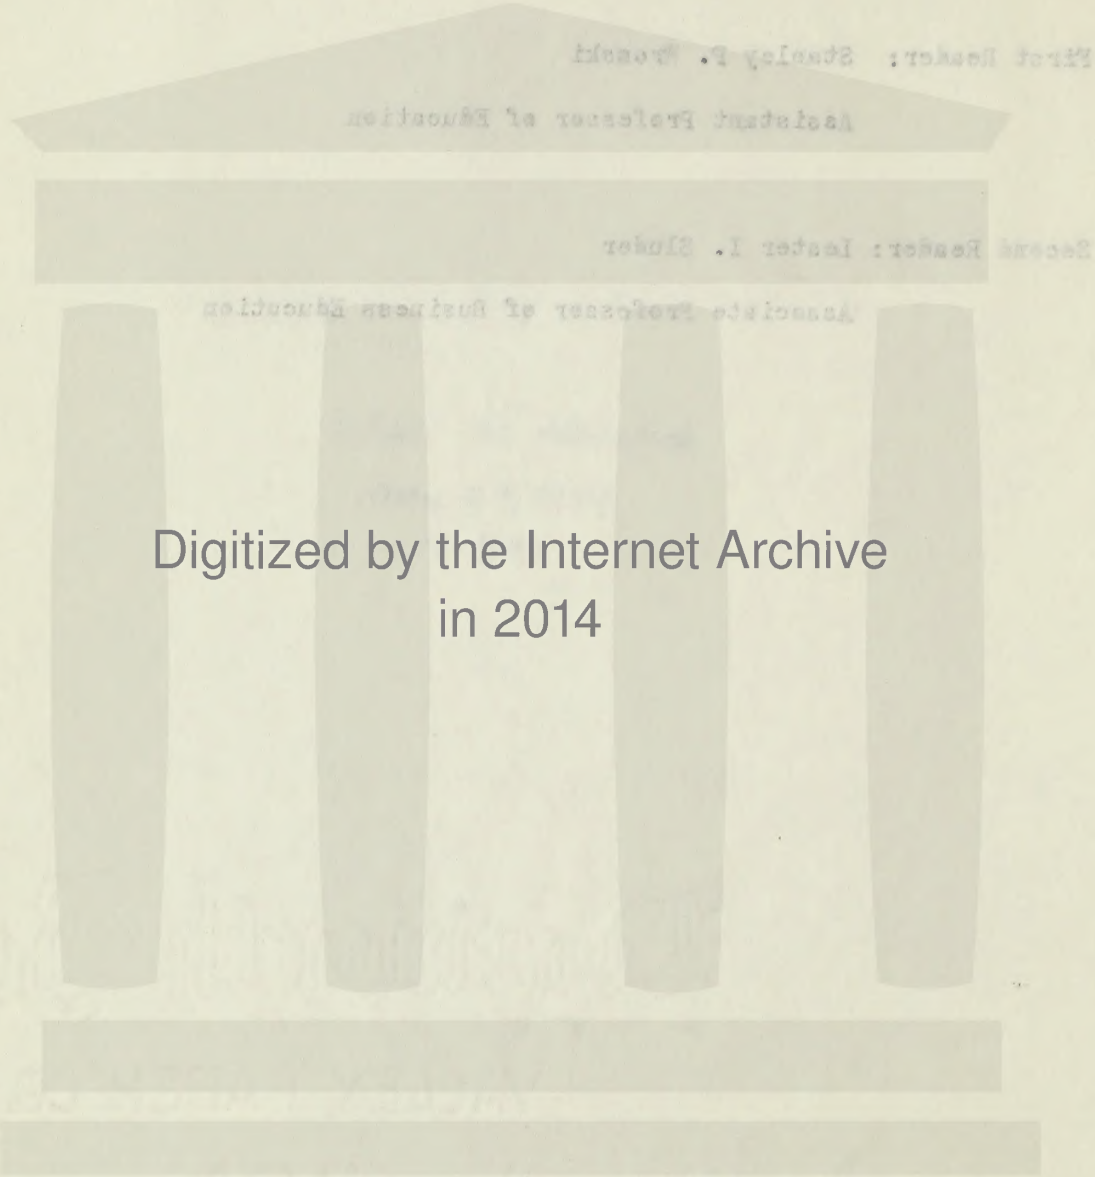 First Reader: Stanley P. Wronski
Assistant Professor of Education
Second Reader: Lester I. Sluder
Associate Professor of Business Education
Digitized by the Internet Archive
in 2014